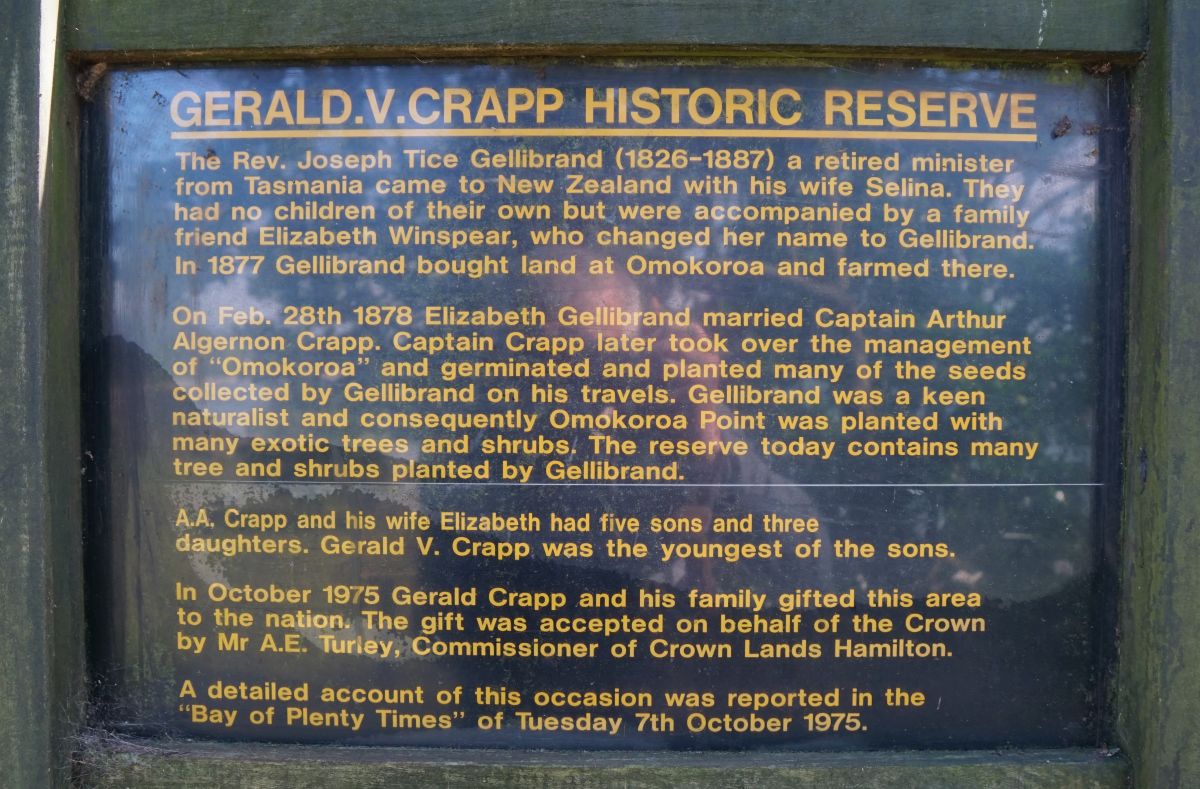 GERALD.V.CRAPP HISTORIC RESERVE
The Rev. Joseph Tice Gellibrand (1826-1887) a retired minister
from Tasmania came to New Zealand with his wife Selina. They
had no children of their own but were accompanied by a family
friend Elizabeth Winspear, who changed her name to Gellibrand.
In 1877 Gellibrand bought land at Omokoroa and farmed there.
On Feb. 28th 1878 Elizabeth Gellibrand married Captain Arthur
Algernon Crapp. Captain Crapp later took over the management
of "Omokoroa" and germinated and planted many of the seeds
collected by Gellibrand on his travels. Gellibrand was a keen
naturalist and consequently Omokoroa Point was planted with
many exotic trees and shrubs. The reserve today contains many
tree and shrubs planted by Gellibrand.
A.A. Crapp and his wife Elizabeth had five sons and three
daughters. Gerald V. Crapp was the youngest of the sons.
In October 1975 Gerald Crapp and his family gifted this area
to the nation. The gift was accepted on behalf of the Crown
by Mr A.E. Turley, Commissioner of Crown Lands Hamilton.
A detailed account of this occasion was reported in the
"Bay of Plenty Times" of Tuesday 7th October 1975.